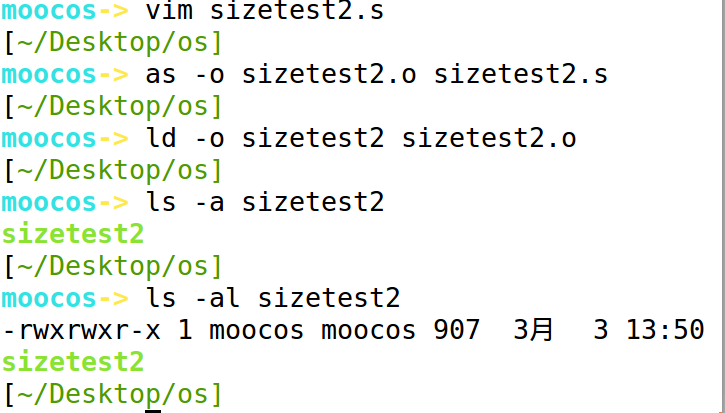 moocos-> vim sizetest2.s
[~/Desktop/os]
moocos-> as -o sizetest2.o sizetest2.s
[~/Desktop/os]
moocos-> ld -o sizetest2 sizetest2.o
[~/Desktop/os]
moocos-> ls -a sizetest2
sizetest2
[~/Desktop/os]
moocos-> ls -al sizetest2
-rwxrwxr-x 1 moocos moocos 907  3月   3 13:50
sizetest2
[~/Desktop/os]